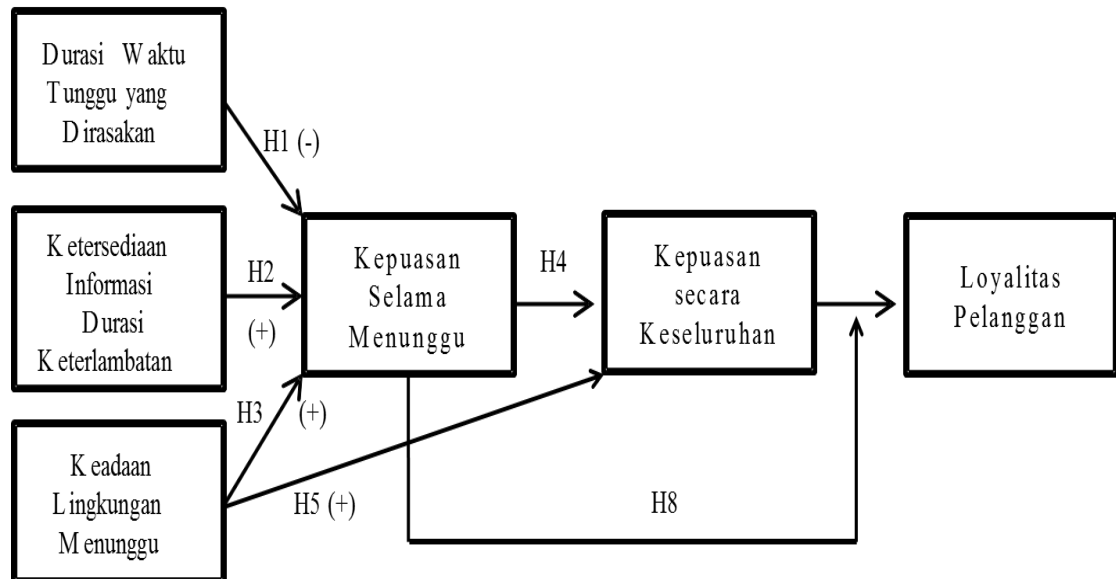 Durasi Waktu
Tunggu yang
Dirasakan
H1 (-)
Ketersediaan
Informasi
Durasi
Keterlambatan
H2
(+)
Kepuasan
Selama
Menunggu
H4
Kepuasan
secara
Keseluruhan
Loyalitas
Pelanggan
H3 (+)
Keadaan
Lingkungan
Menunggu
H5 (+)
H8